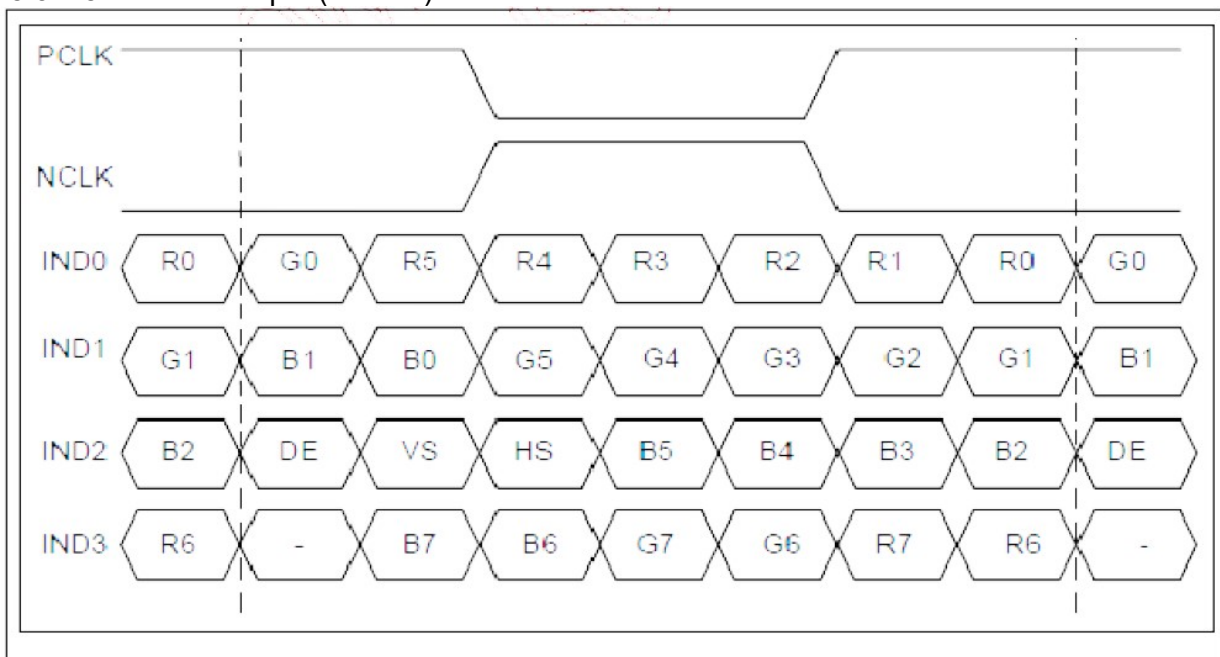 PCLK
NCLK
IND0 R0 G0 R5 R4 R3 R2 R1 R0 G0
IND1 G1 B1 B0 G5 G4 G3 G2 G1 B1
IND2 B2 DE VS HS B5 B4 B3 B2 DE
IND3 R6 - B7 B6 G7 G6 R7 R6 -